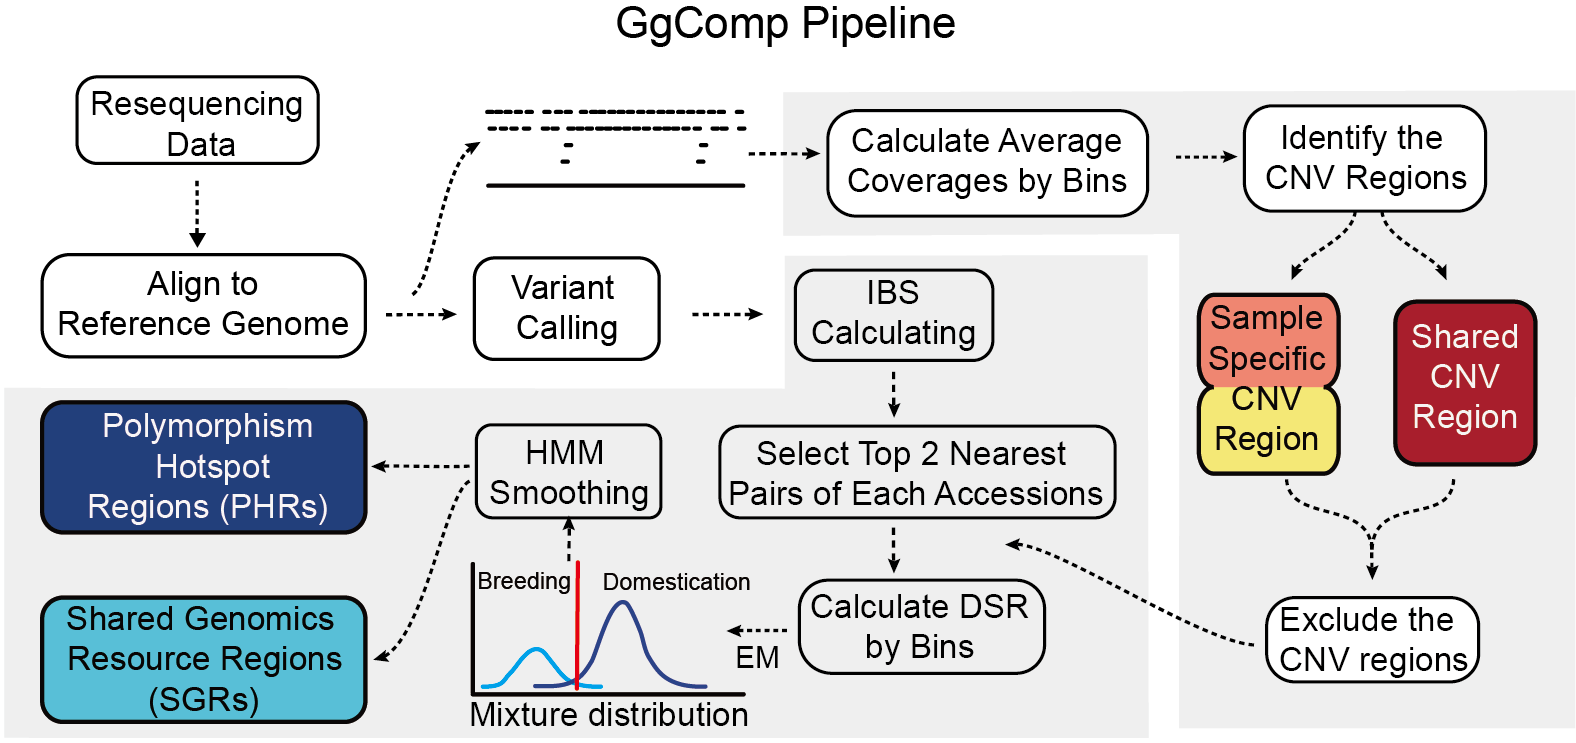 GgComp Pipeline
Resequencing
Data
Calculate Average
Coverages by Bins
Identify the
CNV Regions
Align to
Reference Genome
Variant
Calling
IBS
Calculating
Sample
Specific
CNV
Region
Shared
CNV
Region
Polymorphism
Hotspot
Regions (PHRs)
HMM
Smoothing
Select Top 2 Nearest
Pairs of Each Accessions
Breeding
Domestication
Mixture distribution
EM
Calculate DSR
by Bins
Exclude the
CNV regions
Shared Genomics
Resource Regions
(SGRs)